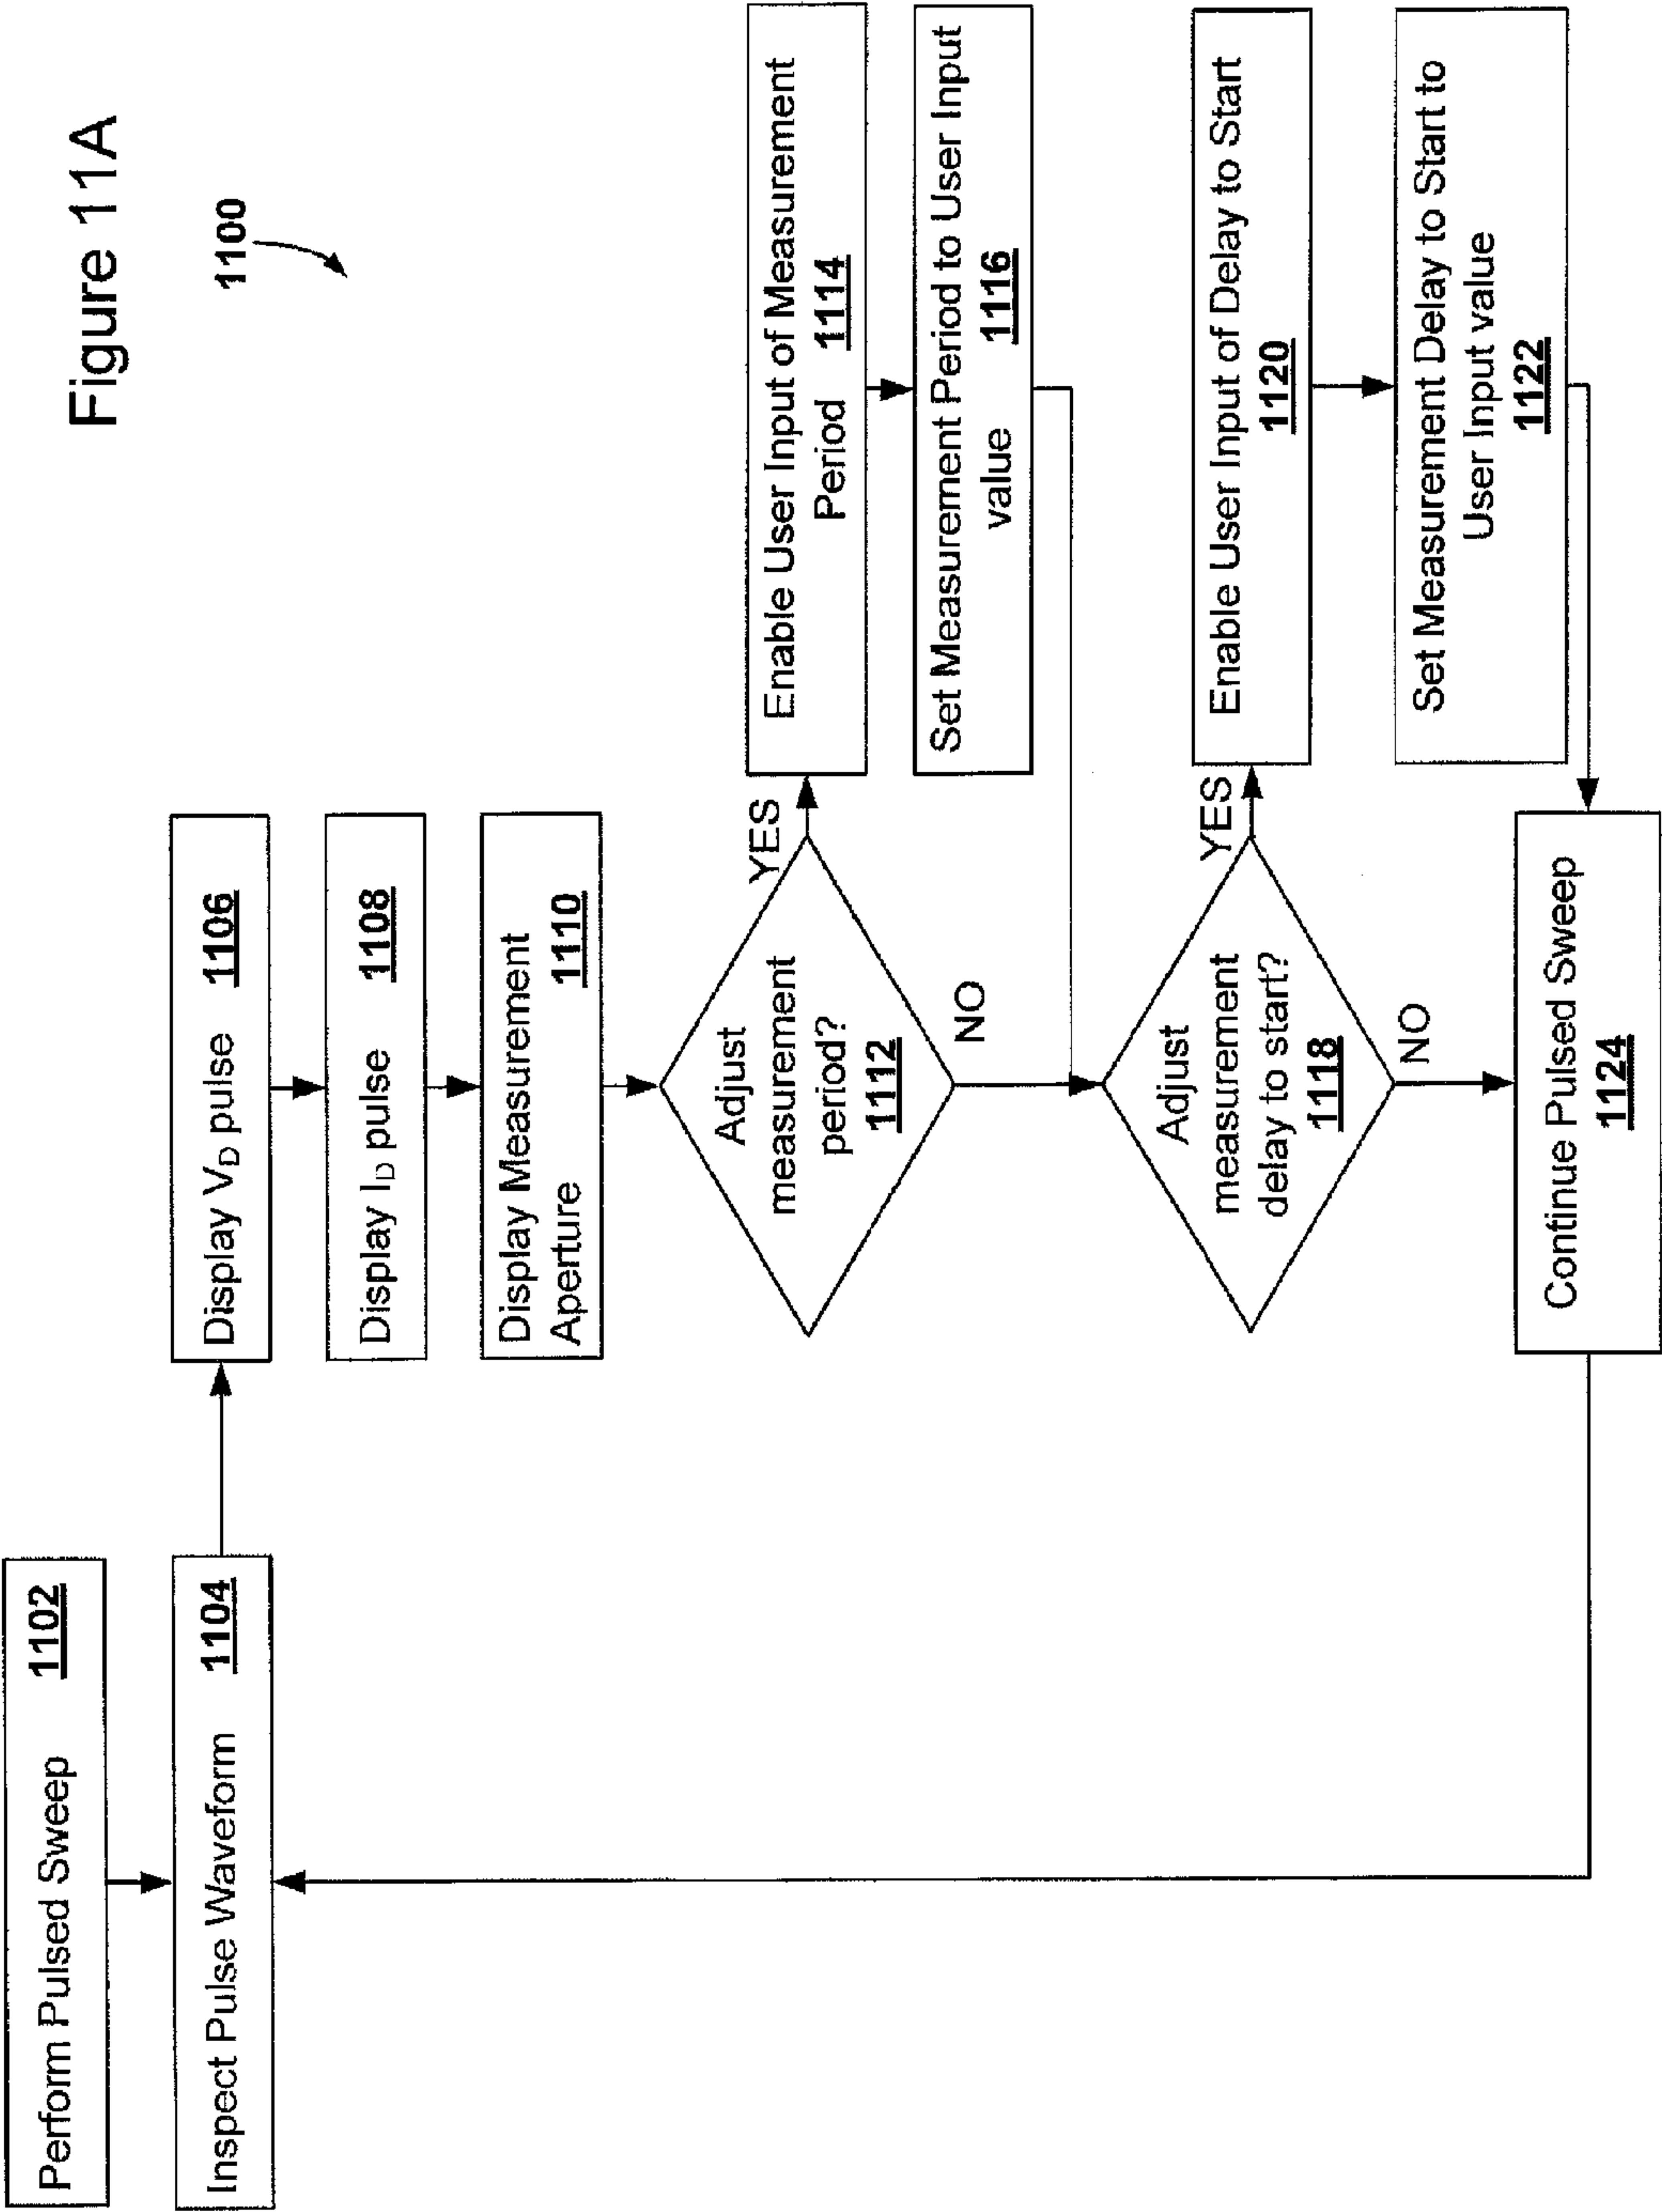 Figure 11A
1100
Perform Pulsed Sweep 1102
Inspect Pulse Waveform 1104
Display VD pulse 1106
Display ID pulse 1108
Display Measurement
Aperture 1110
Adjust
measurement
period?
1112
YES
NO
Enable User Input of Measurement
Period 1114
Set Measurement Period to User Input
value 1116
Adjust
measurement
delay to start?
1118
YES
NO
Enable User Input of Delay to Start
1120
Set Measurement Delay to Start to
User Input value
1122
Continue Pulsed Sweep
1124